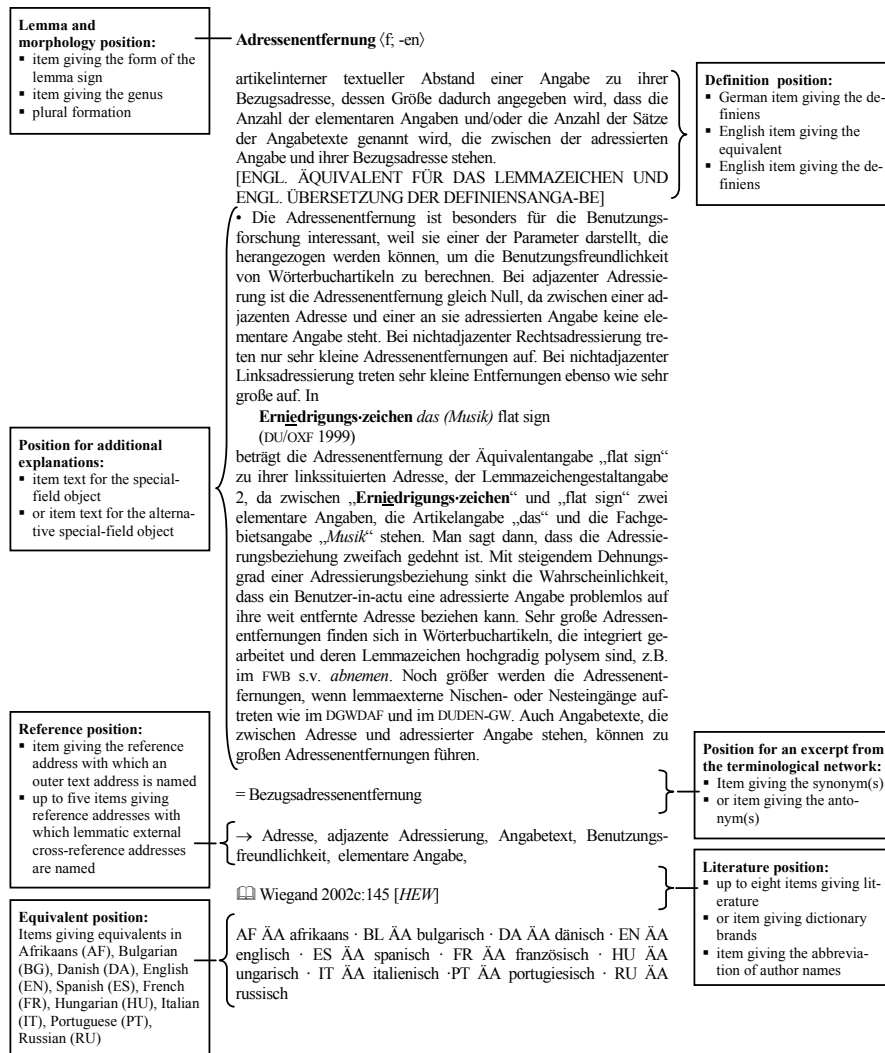 Lemma and
morphology position:
▪ item giving the form of the
lemma sign
▪ item giving the genus
▪ plural formation
Adressenentfernung ⟨f; -en⟩
artikelinterner textueller Abstand einer Angabe zu ihrer
Bezugsadresse, dessen Größe dadurch angegeben wird, dass die
Anzahl der elementaren Angaben und/oder die Anzahl der Sätze
der Angabetexte genannt wird, die zwischen der adressierten
Angabe und ihrer Bezugsadresse stehen.
[ENGL. ÄQUIVALENT FÜR DAS LEMMAZEICHEN UND
ENGL. ÜBERSETZUNG DER DEFINIENSANGA-BE]
Definition position:
▪ German item giving the de-
finiens
▪ English item giving the
equivalent
▪ English item giving the de-
finiens
• Die Adressenentfernung ist besonders für die Benutzungs-
forschung interessant, weil sie einer der Parameter darstellt, die
herangezogen werden können, um die Benutzungsfreundlichkeit
von Wörterbuchartikeln zu berechnen. Bei adjazenter Adressie-
rung ist die Adressenentfernung gleich Null, da zwischen einer ad-
jazenten Adresse und einer an sie adressierten Angabe keine ele-
mentare Angabe steht. Bei nichtadjazenter Rechtsadressierung tre-
ten nur sehr kleine Adressenentfernungen auf. Bei nichtadjazenter
Linksadressierung treten sehr kleine Entfernungen ebenso wie sehr
große auf. In
Erniedrigungs·zeichen das (Musik) flat sign
(DU/OXF 1999)
beträgt die Adressenentfernung der Äquivalentangabe „flat sign“
zu ihrer linkssituierten Adresse, der Lemmazeichengestaltangabe
2, da zwischen „Erniedrigungs·zeichen“ und „flat sign“ zwei
elementare Angaben, die Artikelangabe „das“ und die Fachge-
bietsangabe „Musik“ stehen. Man sagt dann, dass die Adressie-
rungsbeziehung zweifach gedehnt ist. Mit steigendem Dehnungs-
grad einer Adressierungsbeziehung sinkt die Wahrscheinlichkeit,
dass ein Benutzer-in-actu eine adressierte Angabe problemlos auf
ihre weit entfernte Adresse beziehen kann. Sehr große Adressen-
entfernungen finden sich in Wörterbuchartikeln, die integriert ge-
arbeitet und deren Lemmazeichen hochgradig polysem sind, z.B.
im FWB s.v. abnemen. Noch größer werden die Adressenent-
fernungen, wenn lemmaexterne Nischen- oder Nesteingänge auf-
treten wie im DGWDAF und im DUDEN-GW. Auch Angabetexte, die
zwischen Adresse und adressierter Angabe stehen, können zu
großen Adressenentfernungen führen.
Position for additional
explanations:
▪ item text for the special-
field object
▪ or item text for the alterna-
tive special-field object
Reference position:
▪ item giving the reference
address with which an
outer text address is named
▪ up to five items giving
reference addresses with
which lemmatic external
cross-reference addresses
are named
= Bezugsadressenentfernung
Position for an excerpt from
the terminological network:
▪ Item giving the synonym(s)
▪ or item giving the anto-
nym(s)
→ Adresse, adjazente Adressierung, Angabetext, Benutzungs-
freundlichkeit, elementare Angabe,
🕮 Wiegand 2002c:145 [HEW]
Literature position:
▪ up to eight items giving lit-
erature
▪ or item giving dictionary
brands
▪ item giving the abbrevia-
tion of author names
Equivalent position:
Items giving equivalents in
Afrikaans (AF), Bulgarian
(BG), Danish (DA), English
(EN), Spanish (ES), French
(FR), Hungarian (HU), Italian
(IT), Portuguese (PT),
Russian (RU)
AF ÄA afrikaans · BL ÄA bulgarisch · DA ÄA dänisch · EN ÄA
englisch · ES ÄA spanisch · FR ÄA französisch · HU ÄA
ungarisch · IT ÄA italienisch ·PT ÄA portugiesisch · RU ÄA
russisch